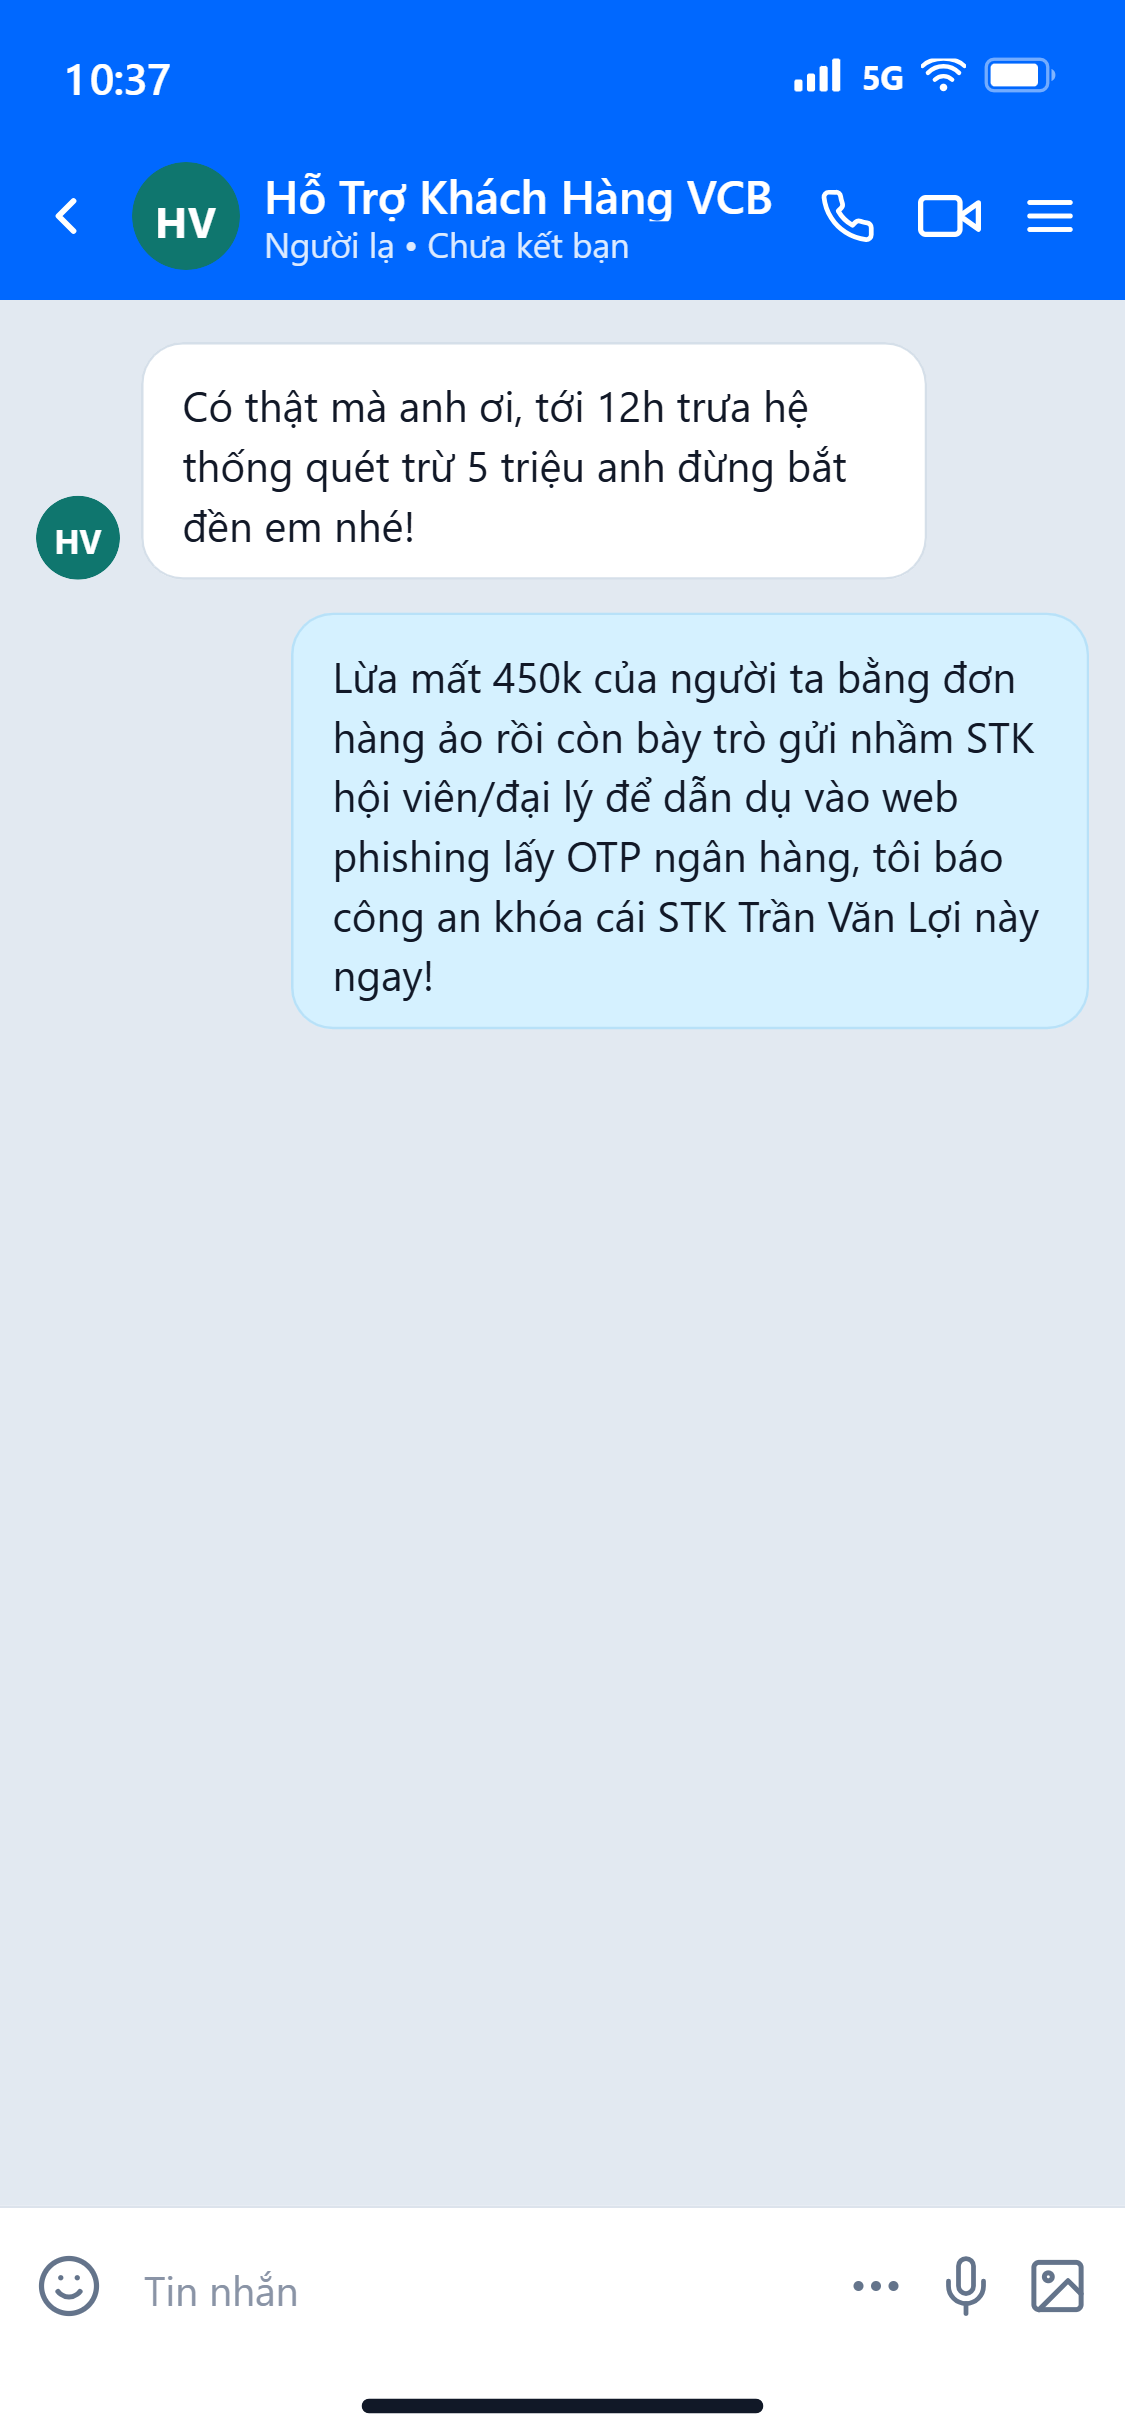 10:37
5G
HV
Hỗ Trợ Khách Hàng VCB
Người lạ • Chưa kết bạn
Có thật mà anh ơi, tới 12h trưa hệ
thống quét trừ 5 triệu anh đừng bắt
đền em nhé!
HV
Lừa mất 450k của người ta bằng đơn
hàng ảo rồi còn bày trò gửi nhầm STK
hội viên/đại lý để dẫn dụ vào web
phishing lấy OTP ngân hàng, tôi báo
công an khóa cái STK Trần Văn Lợi này
ngay!
Tin nhắn